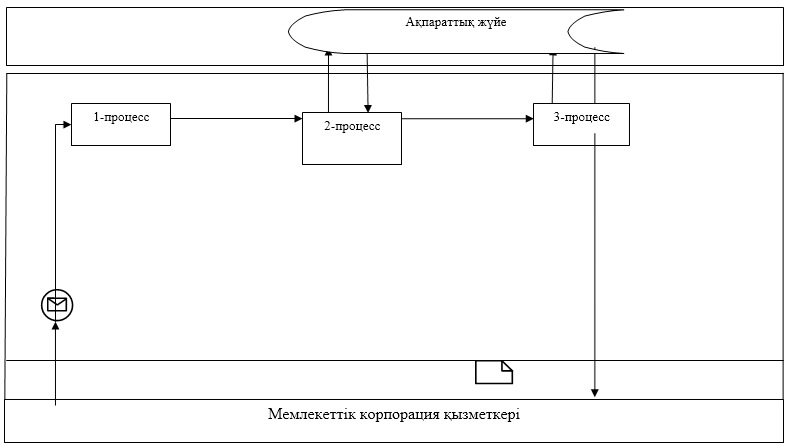 Ақпараттық жүйе
1-процесс
2-процесс
3-процесс
Мемлекеттік корпорация қызметкері